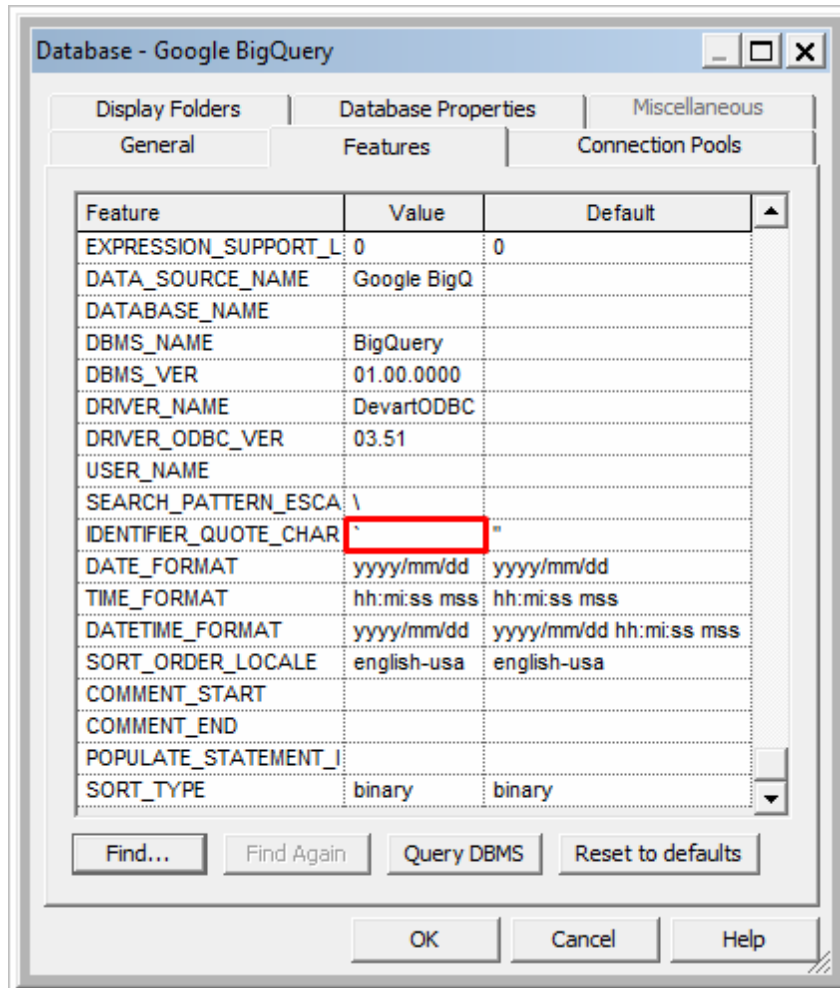 Database - Google BigQuery
Display Folders Database Properties Miscellaneous
General Features Connection Pools
Feature Value Default
EXPRESSION_SUPPORT_L 0 0
DATA_SOURCE_NAME Google BigQ
DATABASE_NAME
DBMS_NAME BigQuery
DBMS_VER 01.00.0000
DRIVER_NAME DevartODBC
DRIVER_ODBC_VER 03.51
USER_NAME
SEARCH_PATTERN_ESCA \
IDENTIFIER_QUOTE_CHAR ` "
DATE_FORMAT yyyy/mm/dd yyyy/mm/dd
TIME_FORMAT hh:mi:ss mss hh:mi:ss mss
DATETIME_FORMAT yyyy/mm/dd yyyy/mm/dd hh:mi:ss mss
SORT_ORDER_LOCALE english-usa english-usa
COMMENT_START
COMMENT_END
POPULATE_STATEMENT_I
SORT_TYPE binary binary
Find... Find Again Query DBMS Reset to defaults
OK Cancel Help